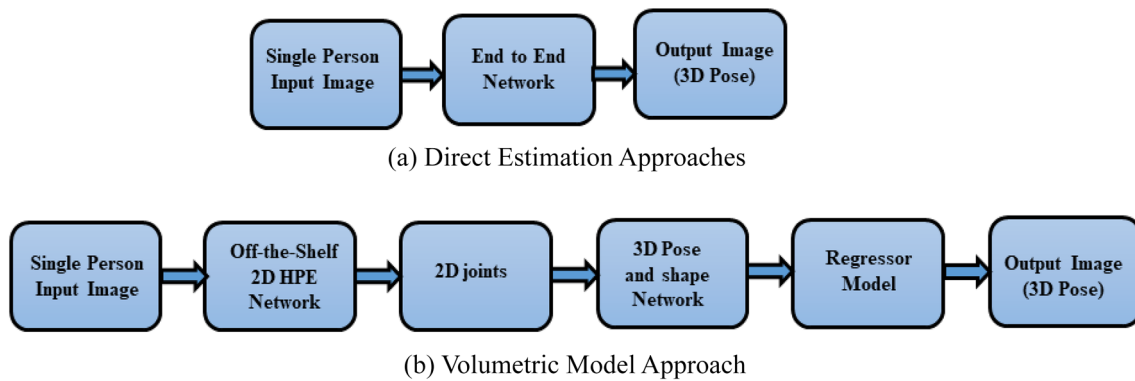 Single Person
Input Image
End to End
Network
Output Image
(3D Pose)
(a) Direct Estimation Approaches
Single Person
Input Image
Off-the-Shelf
2D HPE
Network
2D joints
3D Pose
and shape
Network
Regressor
Model
Output Image
(3D Pose)
(b) Volumetric Model Approach